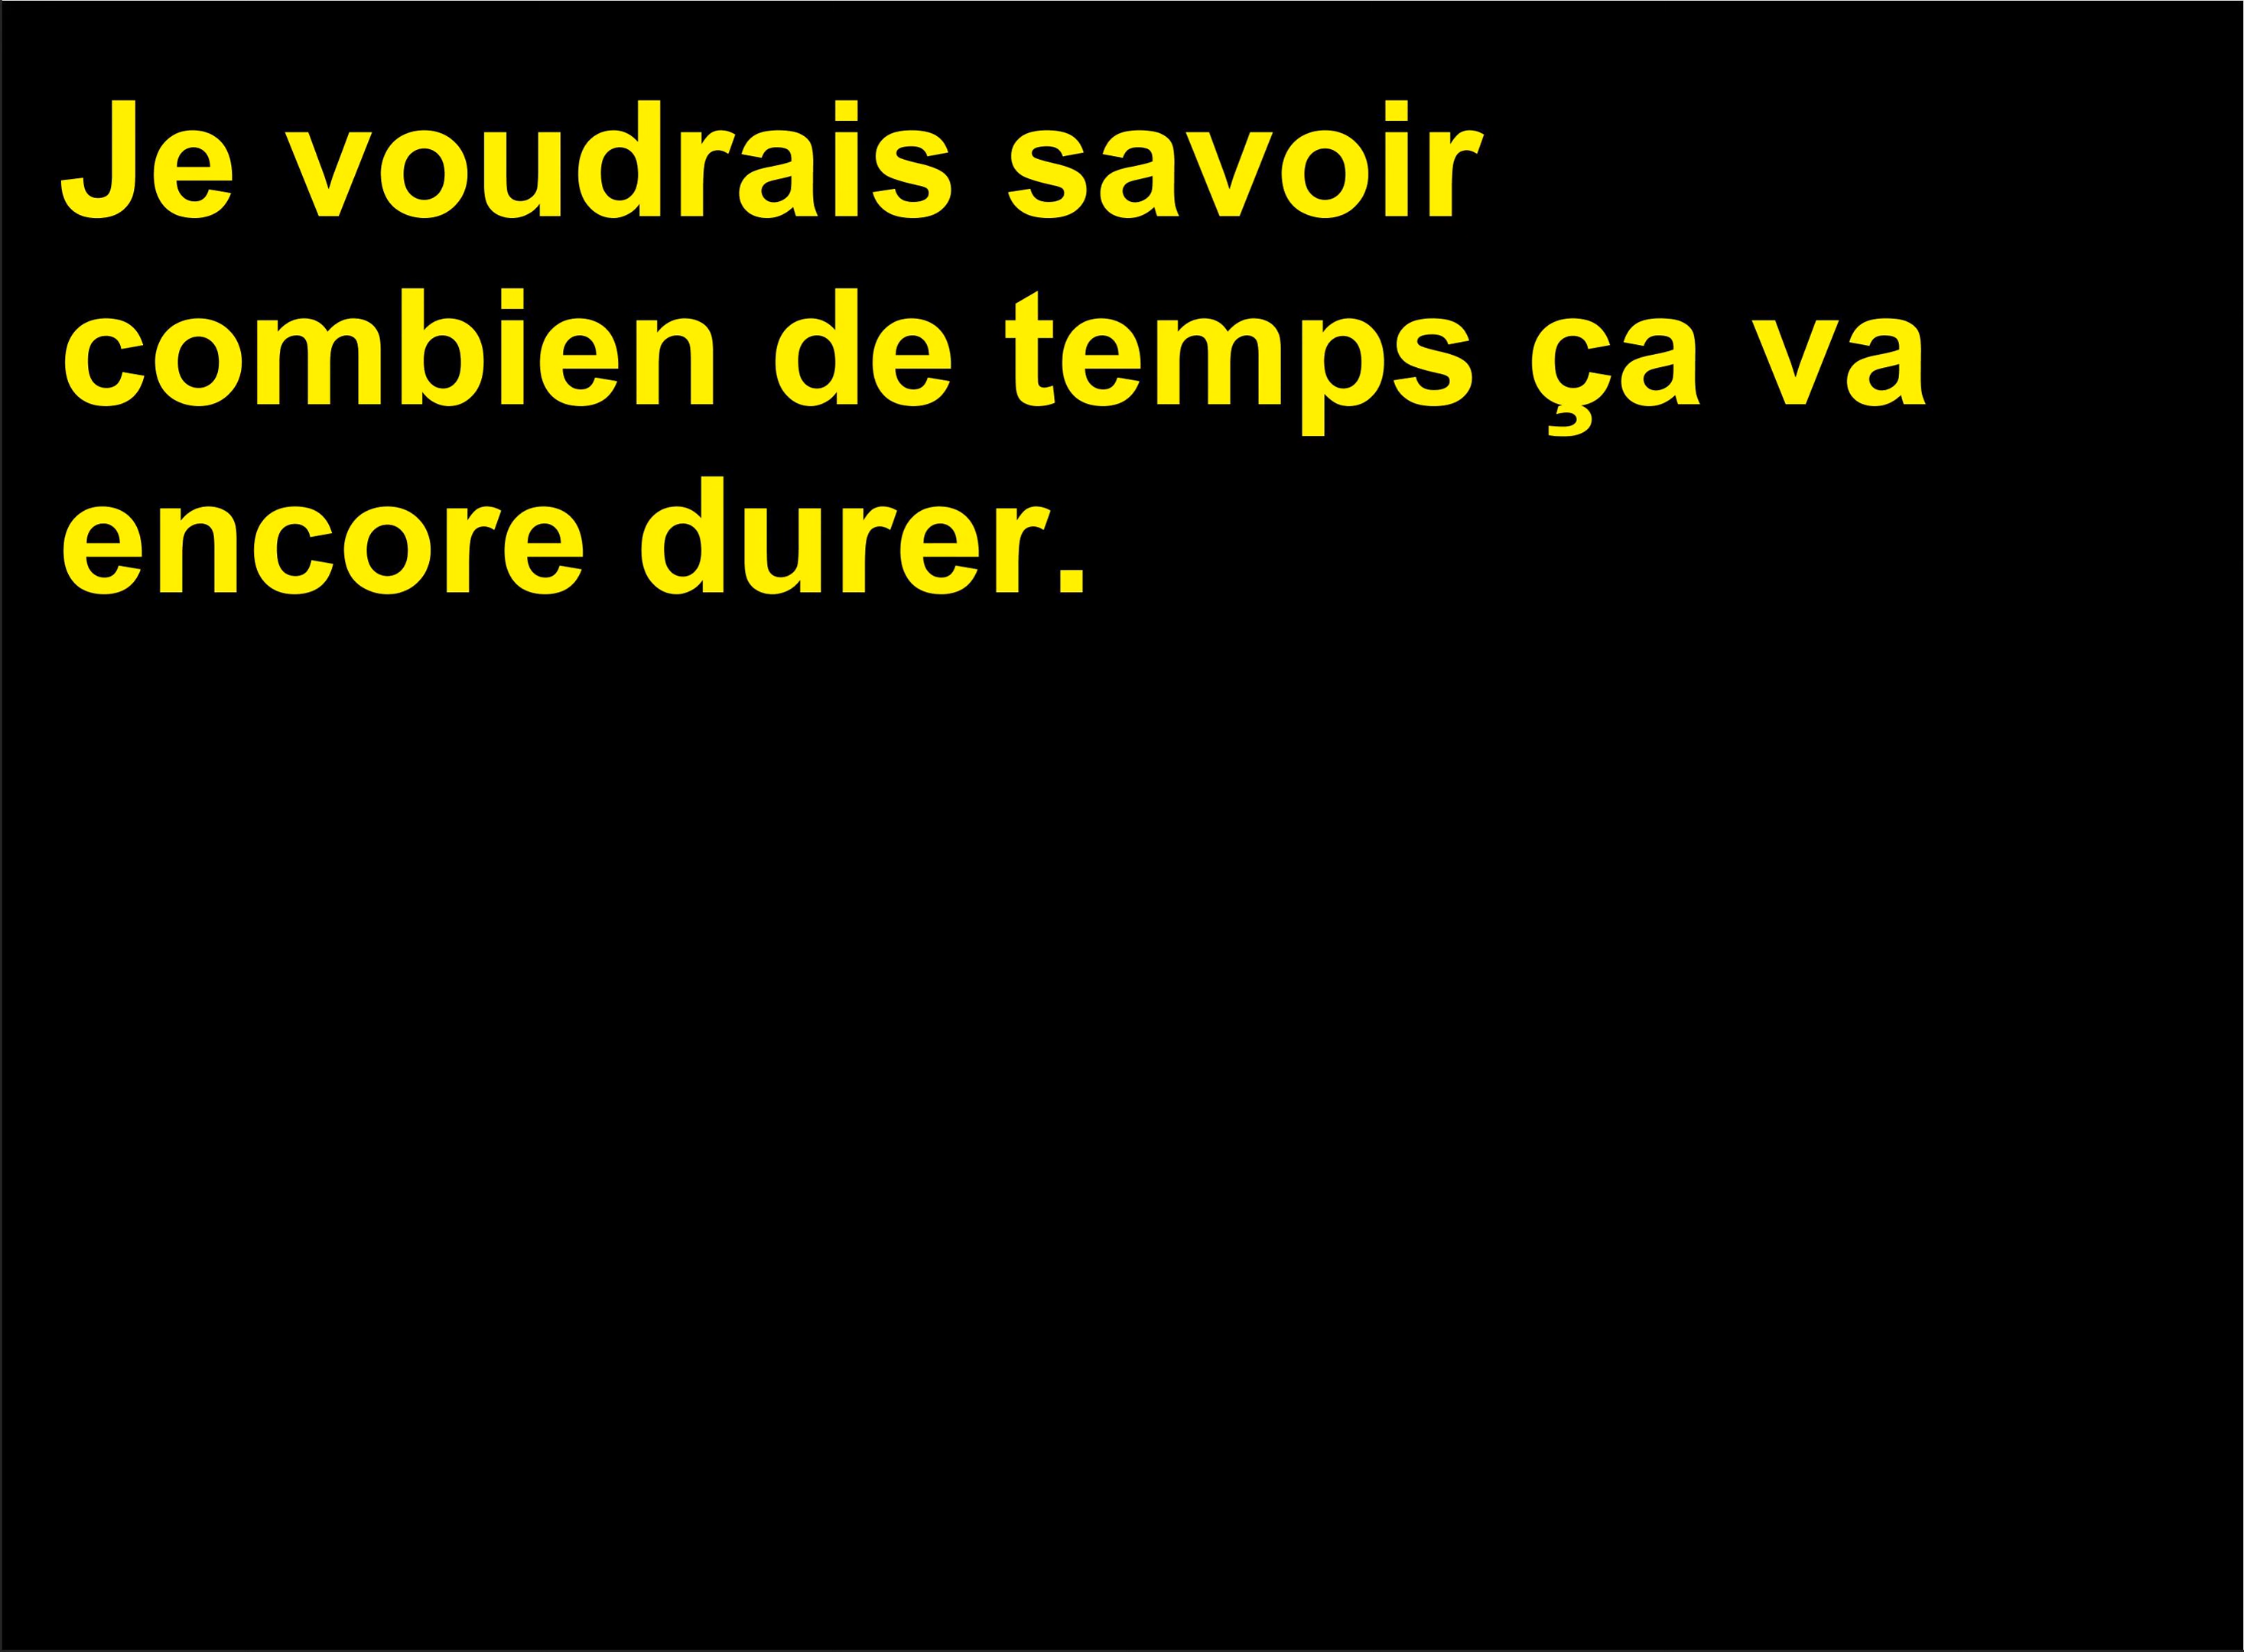 Je voudrais savoir
combien de temps ça va
encore durer.